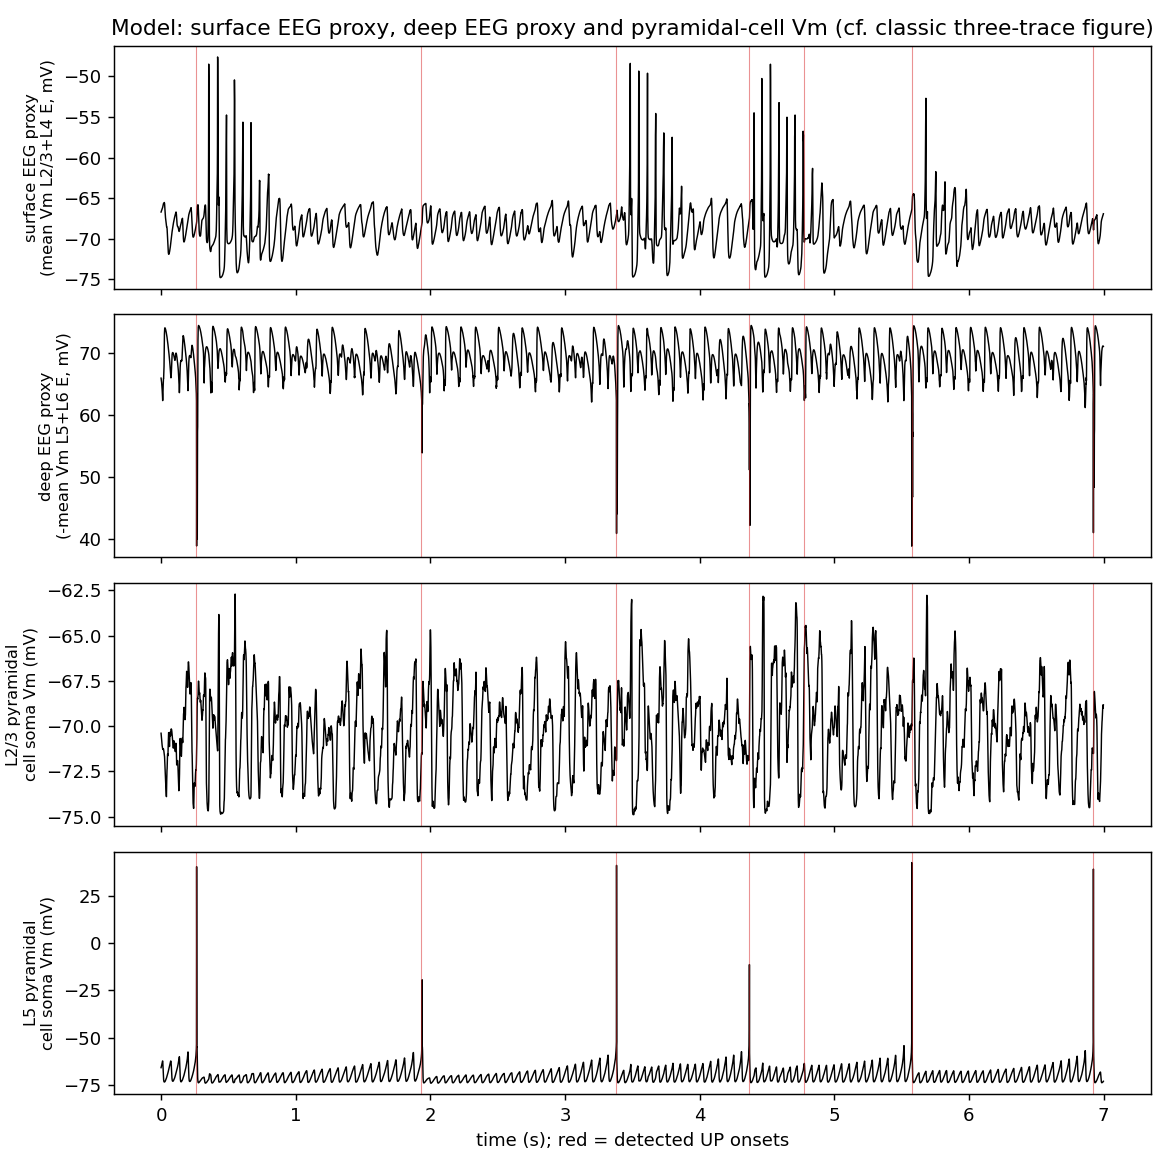 Model: surface EEG proxy, deep EEG proxy and pyramidal-cell Vm (cf. classic three-trace figure)
surface EEG proxy
(mean Vm L2/3+L4 E, mV)
−50
−55
−60
−65
−70
−75
deep EEG proxy
(-mean Vm L5+L6 E, mV)
70
60
50
40
L2/3 pyramidal
cell soma Vm (mV)
−62.5
−65.0
−67.5
−70.0
−72.5
−75.0
L5 pyramidal
cell soma Vm (mV)
25
0
−25
−50
−75
0 1 2 3 4 5 6 7
time (s); red = detected UP onsets